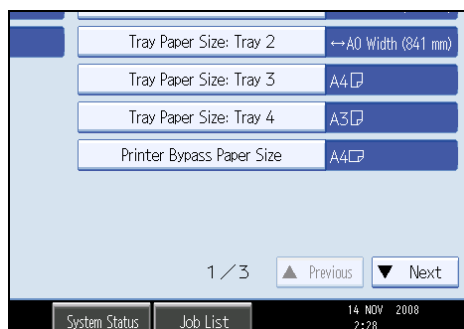 Tray Paper Size: Tray 2 ↔A0 Width (841 mm)
Tray Paper Size: Tray 3 A4
Tray Paper Size: Tray 4 A3
Printer Bypass Paper Size A4
1/3 ▲ Previous ▼ Next
System Status Job List 14 NOV 2008
2:28